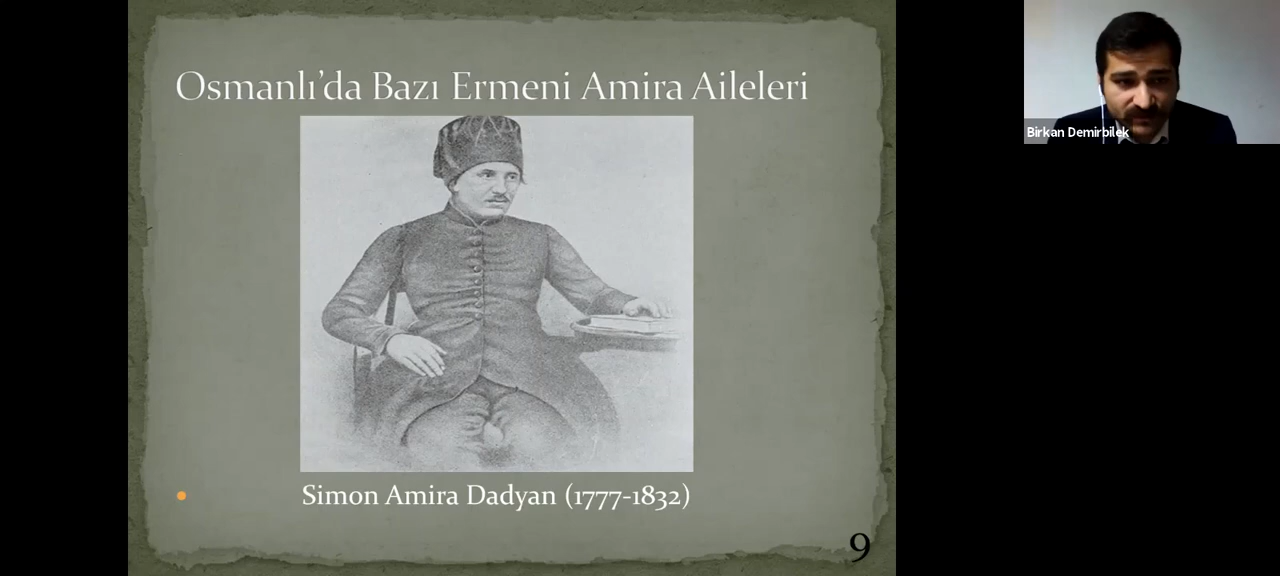 Osmanlı'da Bazı Ermeni Amira Aileleri
Birkan Demirbilek
Simon Amira Dadyan (1777-1832)
9